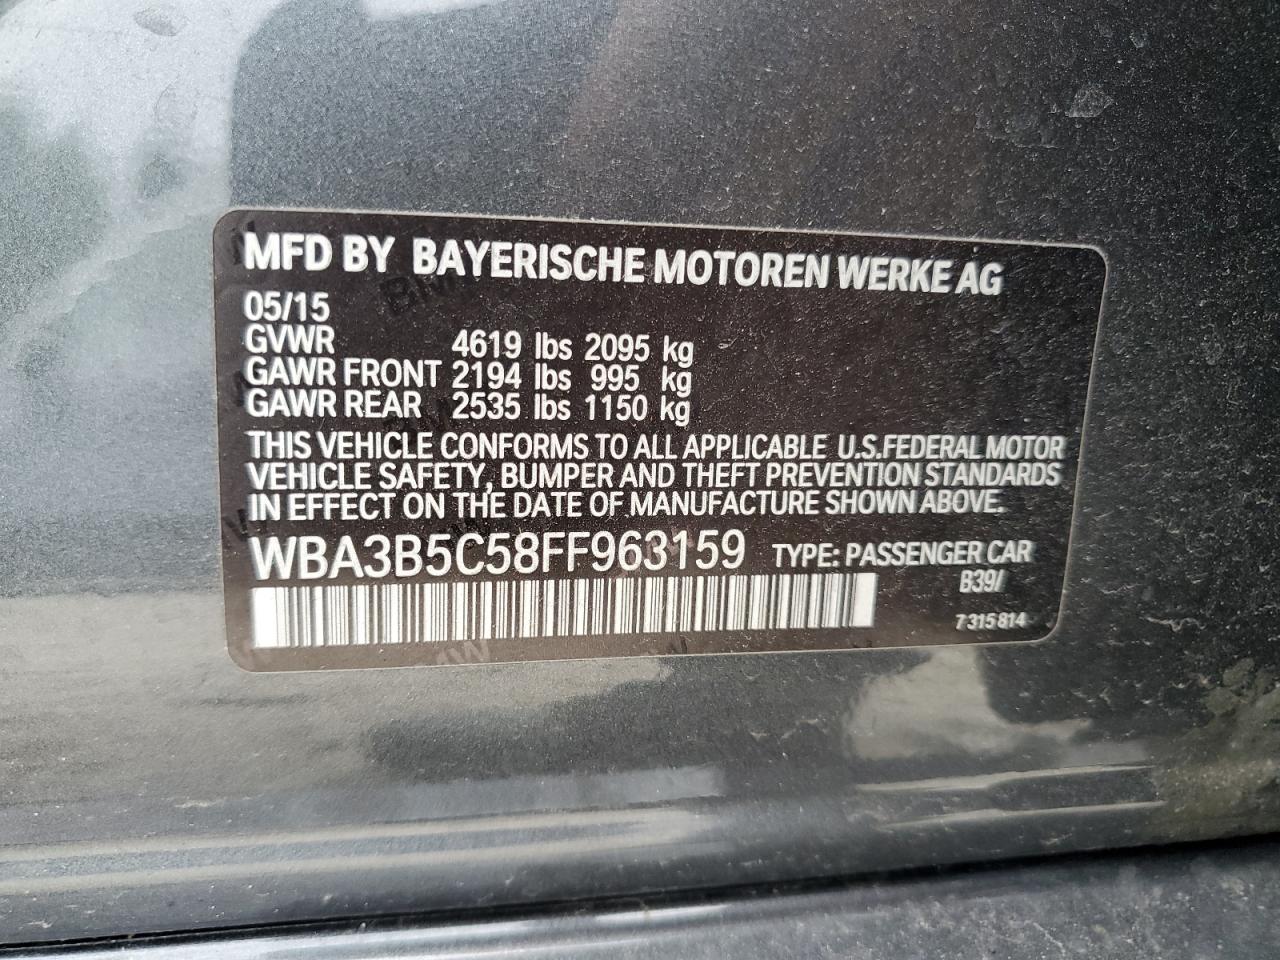 MFD BY BAYERISCHE MOTOREN WERKE AG
05/15
GVWR 4619 lbs 2095 kg
GAWR FRONT 2194 lbs 995 kg
GAWR REAR 2535 lbs 1150 kg
THIS VEHICLE CONFORMS TO ALL APPLICABLE U.S.FEDERAL MOTOR
VEHICLE SAFETY, BUMPER AND THEFT PREVENTION STANDARDS
IN EFFECT ON THE DATE OF MANUFACTURE SHOWN ABOVE.
WBA3B5C58FF963159 TYPE: PASSENGER CAR
B39/
7 315 814
BMW